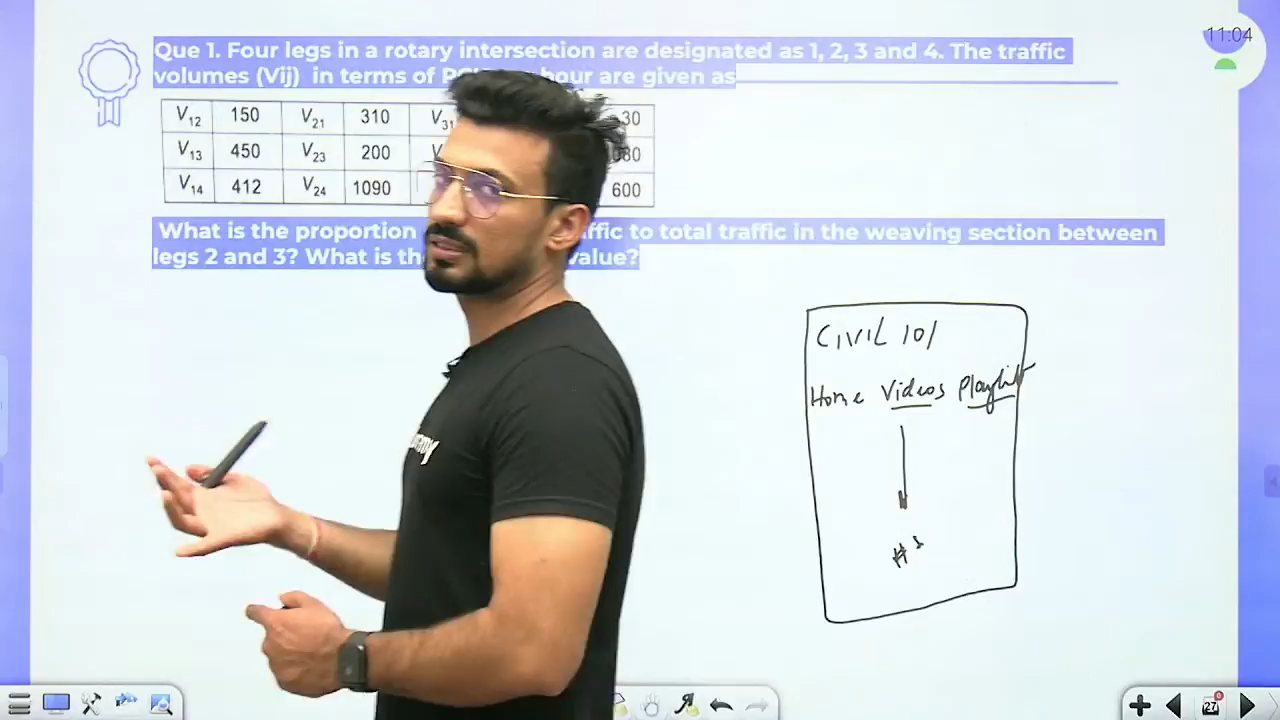 11:04
Que 1. Four legs in a rotary intersection are designated as 1, 2, 3 and 4. The traffic
volumes (Vij) in terms of hour are given as
V12 150 V21 310 V31 30
V13 450 V23 200 080
V14 412 V24 1090 600
What is the proportion to total traffic in the weaving section between
legs 2 and 3? What is value?
CIVIL 101
Home Videos Playlist
27